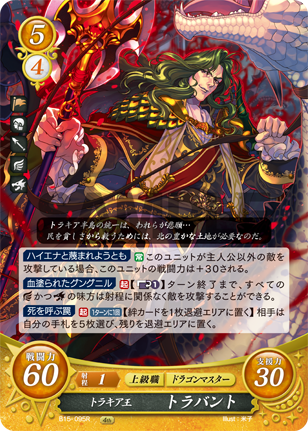 5
4
トラキア半島の統一は、われらが悲願…
民を貧しさから救うためには、北の豊かな土地が必要なのだ。
ハイエナと蔑まれようとも 常 このユニットが主人公以外の敵を
攻撃している場合、このユニットの戦闘力は+30される。
血塗られたグングニル 起 【1】ターン終了まで、すべての
かつ の味方は射程に関係なく敵を攻撃することができる。
死を呼ぶ罠 起 1ターンに1回 【絆カードを1枚退避エリアに置く】相手は
自分の手札を5枚選び、残りを退避エリアに置く。
戦闘力
60
射程 1
上級職
ドラゴンマスター
支援力
30
トラキア王
トラバント
B15-095R
Illust:米子